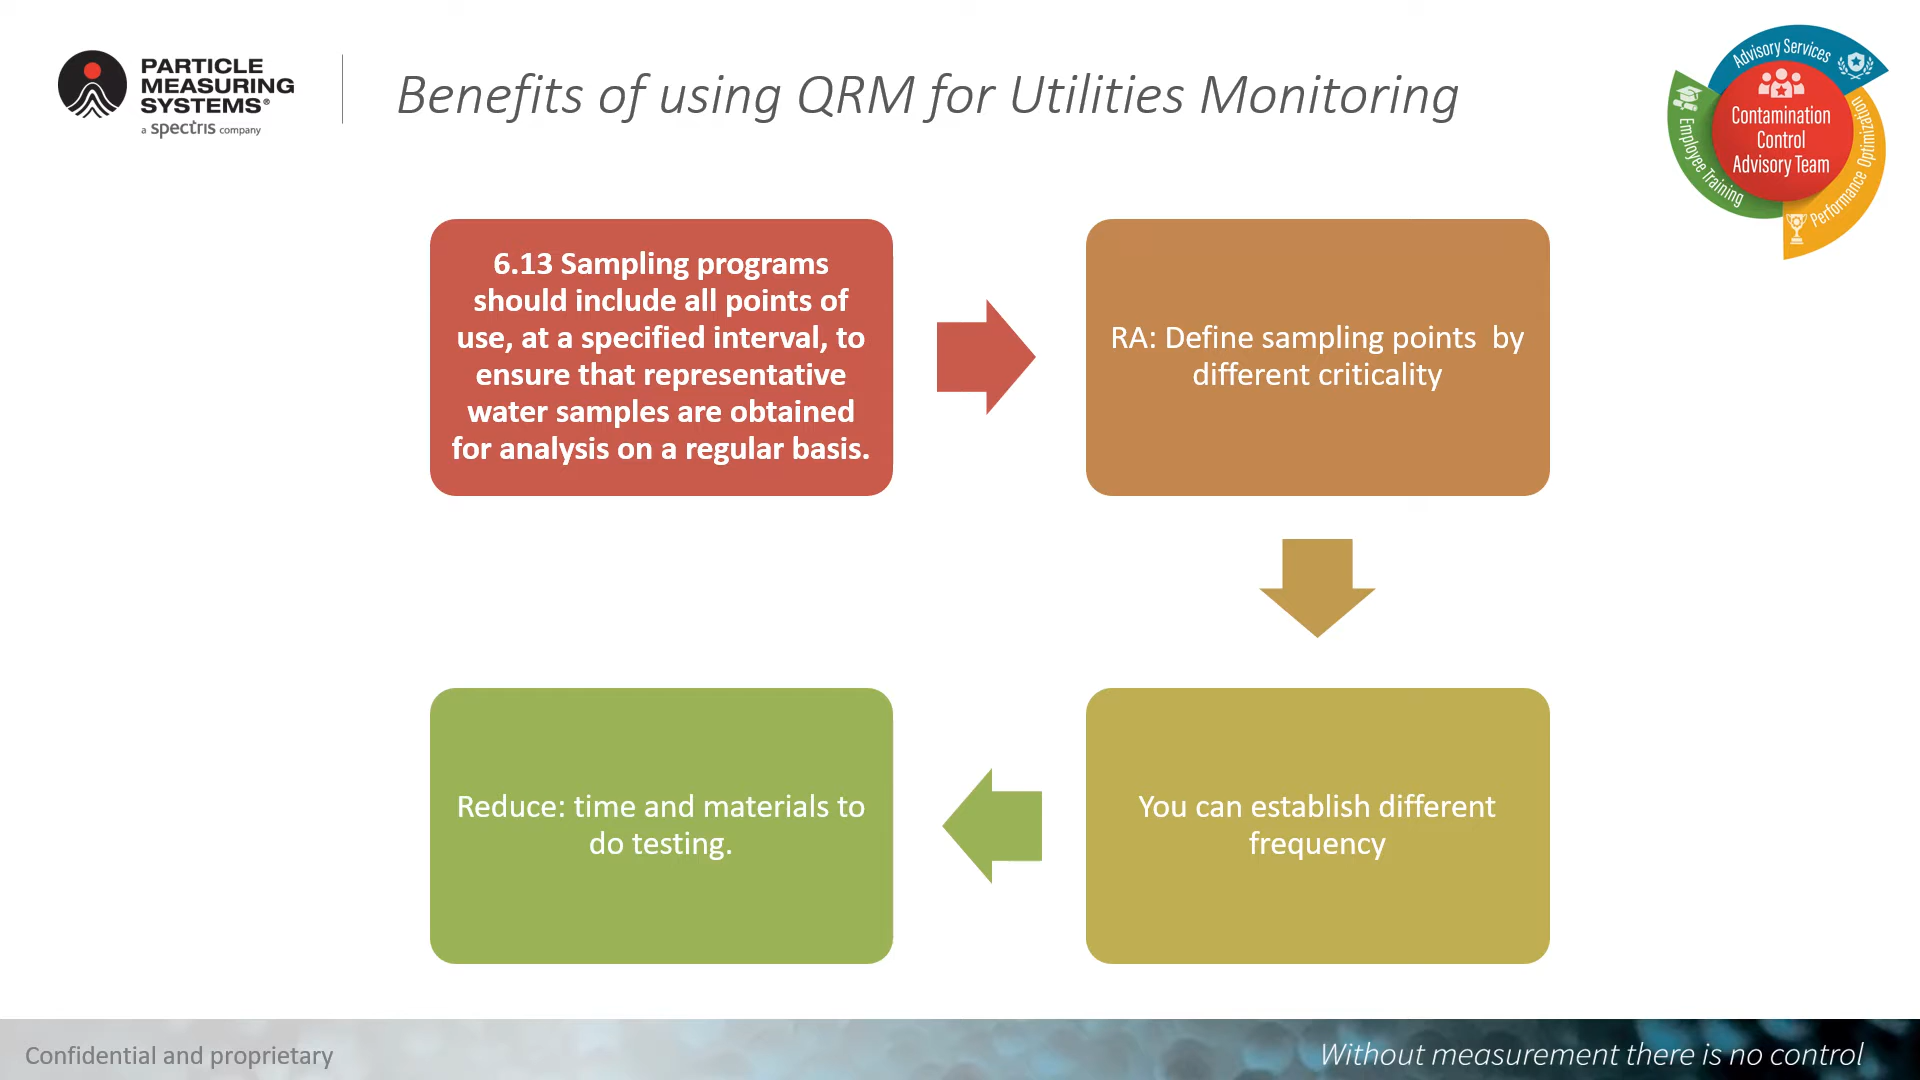 PARTICLE
MEASURING
SYSTEMS®
a spectris company
Benefits of using QRM for Utilities Monitoring
Advisory Services
Employee Training
Performance Optimization
Contamination
Control
Advisory Team
6.13 Sampling programs
should include all points of
use, at a specified interval, to
ensure that representative
water samples are obtained
for analysis on a regular basis.
RA: Define sampling points  by
different criticality
You can establish different
frequency
Reduce: time and materials to
do testing.
Confidential and proprietary
Without measurement there is no control